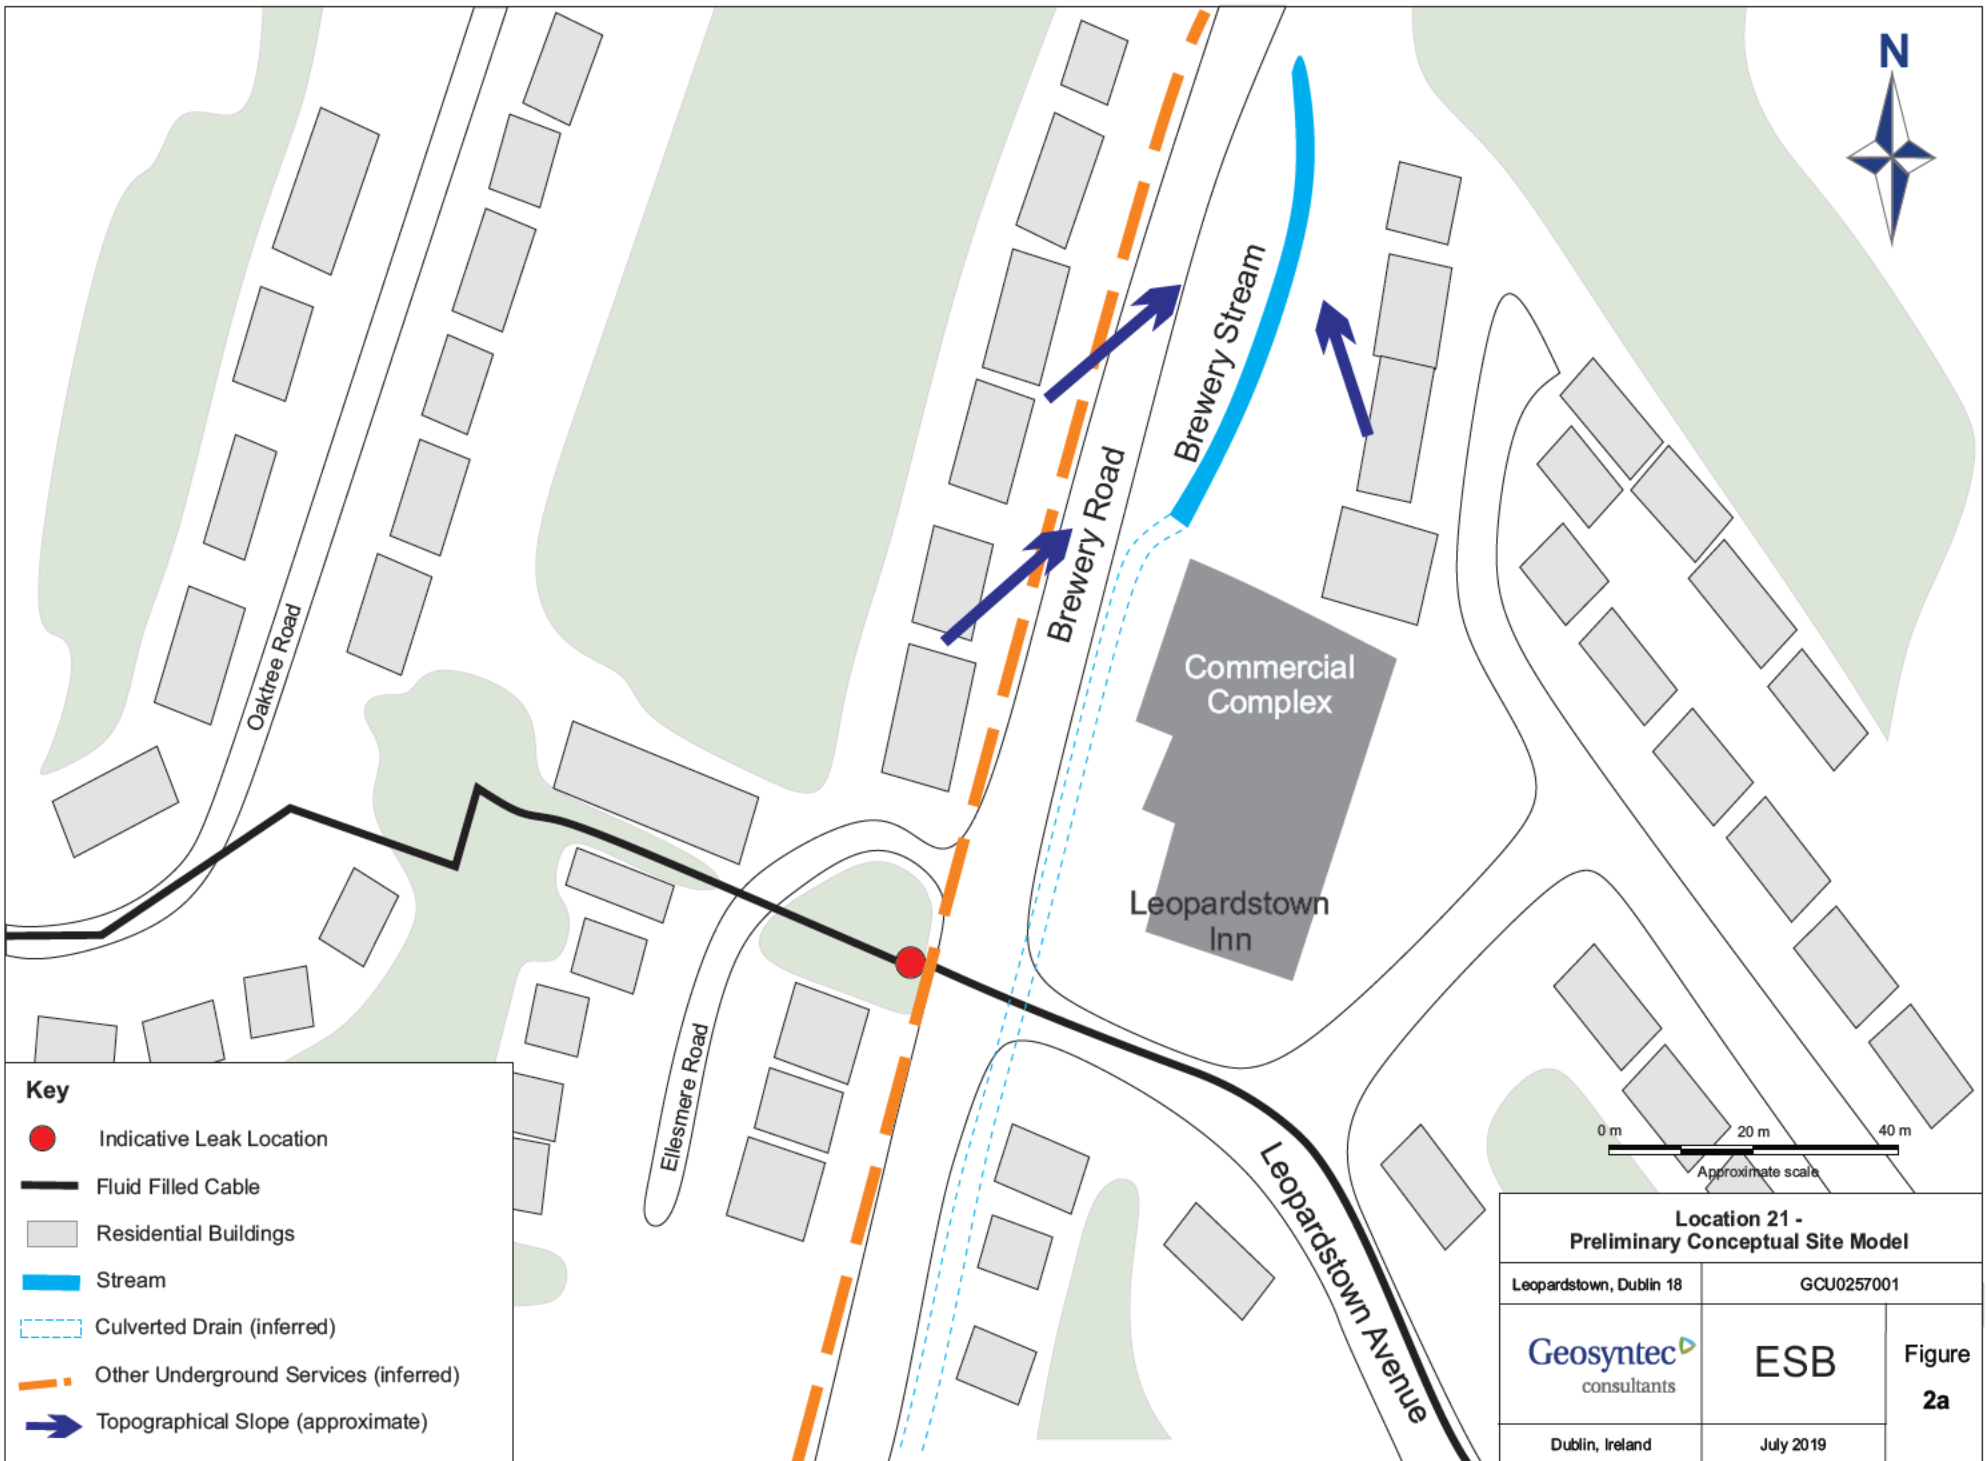 N
Brewery Stream
Brewery Road
Oaktree Road
Commercial
Complex
Leopardstown
Inn
Ellesmere Road
Leopardstown Avenue
0 m
20 m
40 m
Approximate scale
Key
Indicative Leak Location
Fluid Filled Cable
Residential Buildings
Stream
Culverted Drain (inferred)
Other Underground Services (inferred)
Topographical Slope (approximate)
Location 21 -
Preliminary Conceptual Site Model
Leopardstown, Dublin 18
GCU0257001
Geosyntec
consultants
ESB
Figure
2a
Dublin, Ireland
July 2019